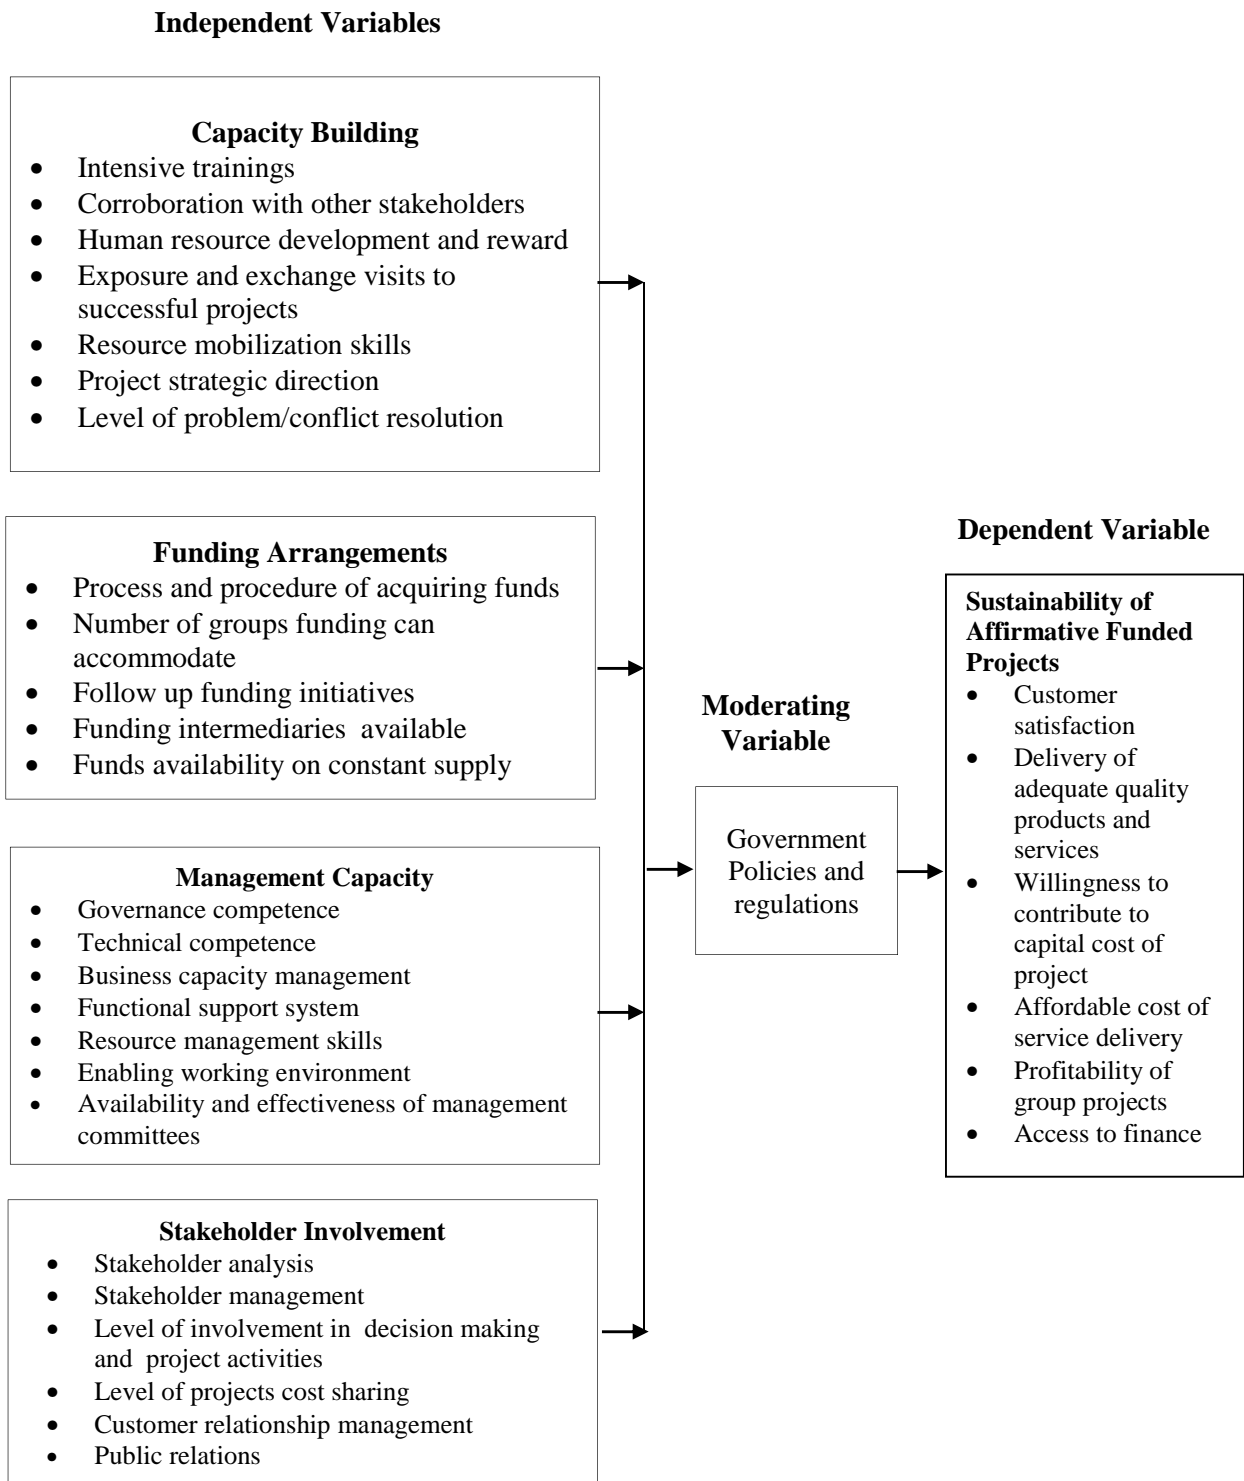 Independent Variables
Capacity Building
• Intensive trainings
• Corroboration with other stakeholders
• Human resource development and reward
• Exposure and exchange visits to
successful projects
• Resource mobilization skills
• Project strategic direction
• Level of problem/conflict resolution
Funding Arrangements
• Process and procedure of acquiring funds
• Number of groups funding can
accommodate
• Follow up funding initiatives
• Funding intermediaries available
• Funds availability on constant supply
Management Capacity
• Governance competence
• Technical competence
• Business capacity management
• Functional support system
• Resource management skills
• Enabling working environment
• Availability and effectiveness of management
committees
Stakeholder Involvement
• Stakeholder analysis
• Stakeholder management
• Level of involvement in decision making
and project activities
• Level of projects cost sharing
• Customer relationship management
• Public relations
Moderating
Variable
Government
Policies and
regulations
Dependent Variable
Sustainability of
Affirmative Funded
Projects
• Customer
satisfaction
• Delivery of
adequate quality
products and
services
• Willingness to
contribute to
capital cost of
project
• Affordable cost of
service delivery
• Profitability of
group projects
• Access to finance